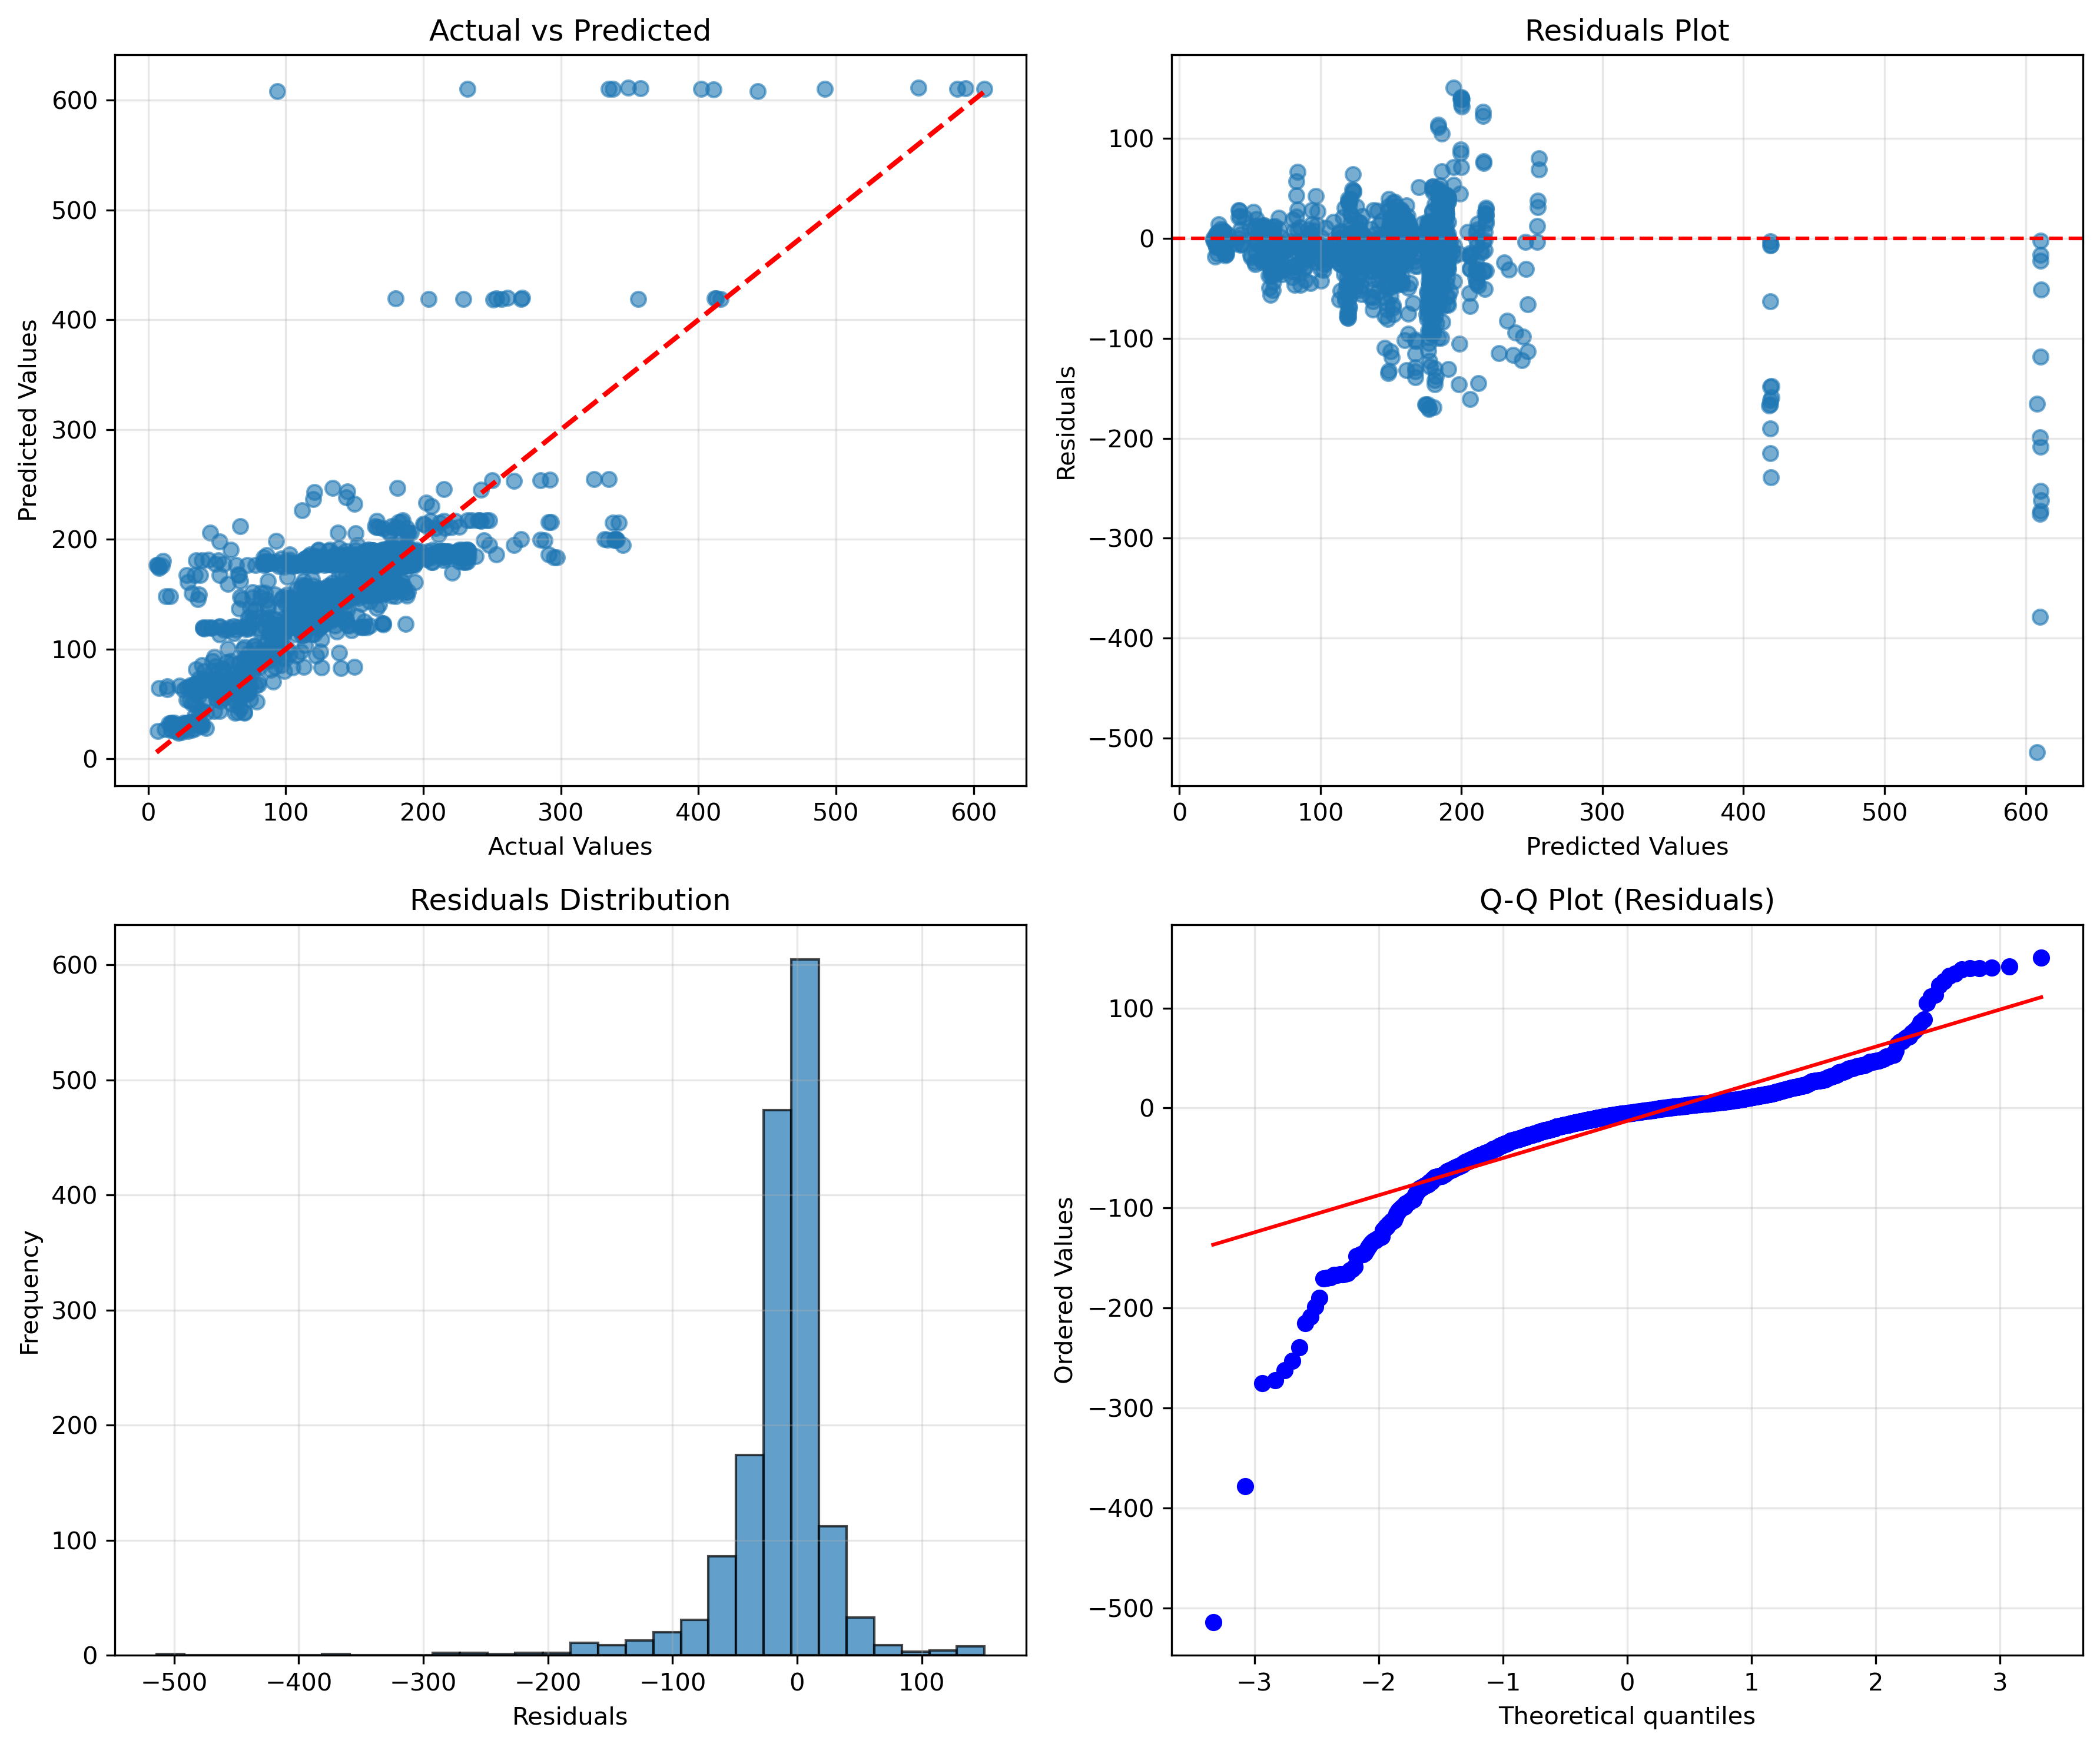 Actual vs Predicted
Predicted Values
600
500
400
300
200
100
0
0 100 200 300 400 500 600
Actual Values
Residuals Plot
Residuals
100
0
−100
−200
−300
−400
−500
0 100 200 300 400 500 600
Predicted Values
Residuals Distribution
Frequency
600
500
400
300
200
100
0
−500 −400 −300 −200 −100 0 100
Residuals
Q-Q Plot (Residuals)
Ordered Values
100
0
−100
−200
−300
−400
−500
−3 −2 −1 0 1 2 3
Theoretical quantiles